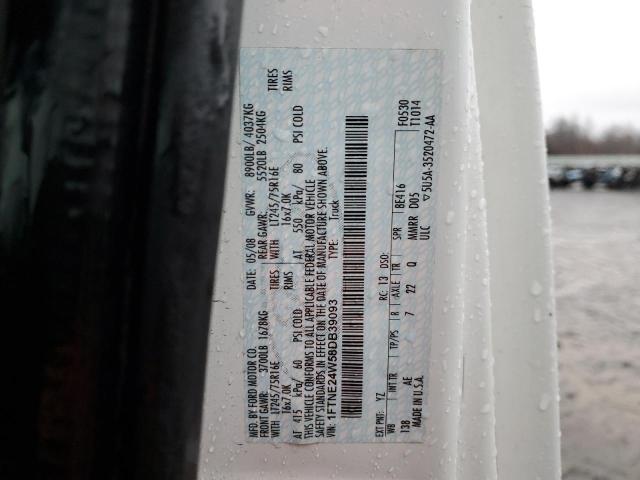 MFD. BY FORD MOTOR CO. DATE: 05/08 GVWR: 8900LB/ 4037KG
FRONT GAWR: 3700LB 1678KG REAR GAWR: 5520LB 2504KG
WITH LT245/75R16E TIRES WITH LT245/75R16E TIRES
16x7.0K RIMS 16x7.0K RIMS
AT 415 kPa/ 60 PSI COLD AT 550 kPa/ 80 PSI COLD
THIS VEHICLE CONFORMS TO ALL APPLICABLE FEDERAL MOTOR VEHICLE
SAFETY AND THEFT PREVENTION STANDARDS IN EFFECT ON THE DATE OF MANUFACTURE SHOWN ABOVE.
VIN: 1FTNE24W58DB39093 TYPE: Truck
F0530
T1014
EXT PNT: YZ RC: 13 DSO: BE416
WB INT TR TP/PS R AXLE TR SPR MMRR D05
138 AE 7 22 Q ULC
MADE IN U.S.A. ▽5U5A-3520472-AA